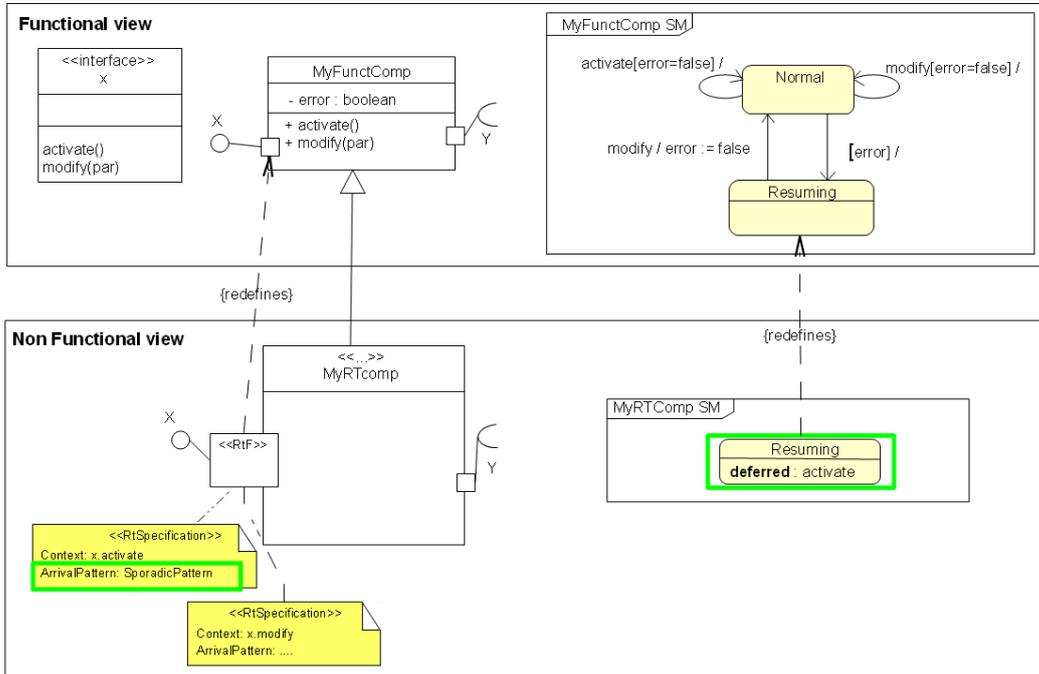 Functional view
<<interface>>
x
activate()
modify(par)
X
MyFunctComp
- error : boolean
+ activate()
+ modify(par)
Y
MyFunctComp SM
activate[error=false] /
Normal
modify[error=false] /
modify / error := false
[error] /
Resuming
{redefines}
{redefines}
Non Functional view
<<...>>
MyRTcomp
X
<<RtF>>
Y
MyRTComp SM
Resuming
deferred : activate
<<RtSpecification>>
Context: x.activate
ArrivalPattern: SporadicPattern
<<RtSpecification>>
Context: x.modify
ArrivalPattern: ....